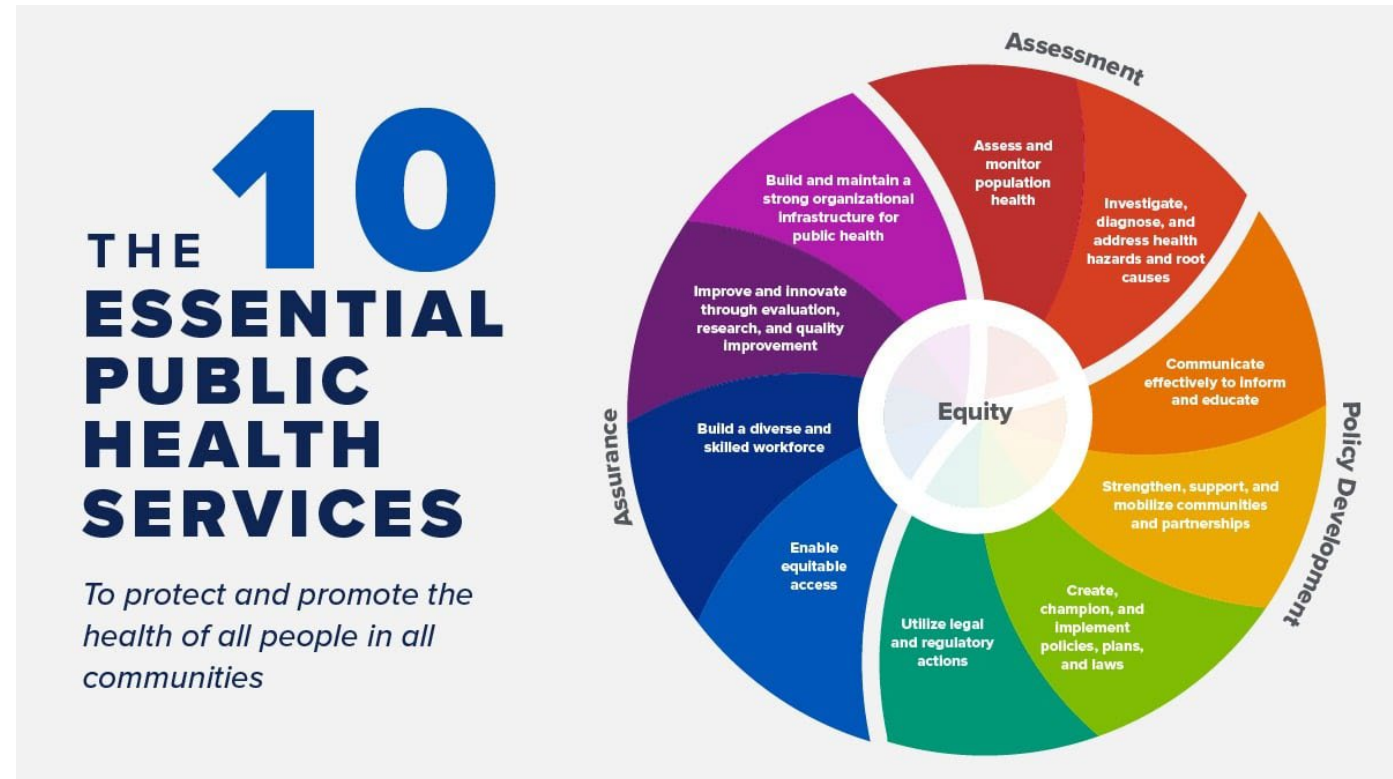 THE 10
ESSENTIAL
PUBLIC
HEALTH
SERVICES
To protect and promote the
health of all people in all
communities
Assessment
Assess and
monitor
population
health
Investigate,
diagnose, and
address health
hazards and root
causes
Policy Development
Communicate
effectively to inform
and educate
Strengthen, support, and
mobilize communities
and partnerships
Create,
champion, and
implement
policies, plans,
and laws
Utilize legal
and regulatory
actions
Assurance
Enable
equitable
access
Build a diverse and
skilled workforce
Improve and innovate
through evaluation,
research, and quality
improvement
Build and maintain a
strong organizational
infrastructure for
public health
Equity